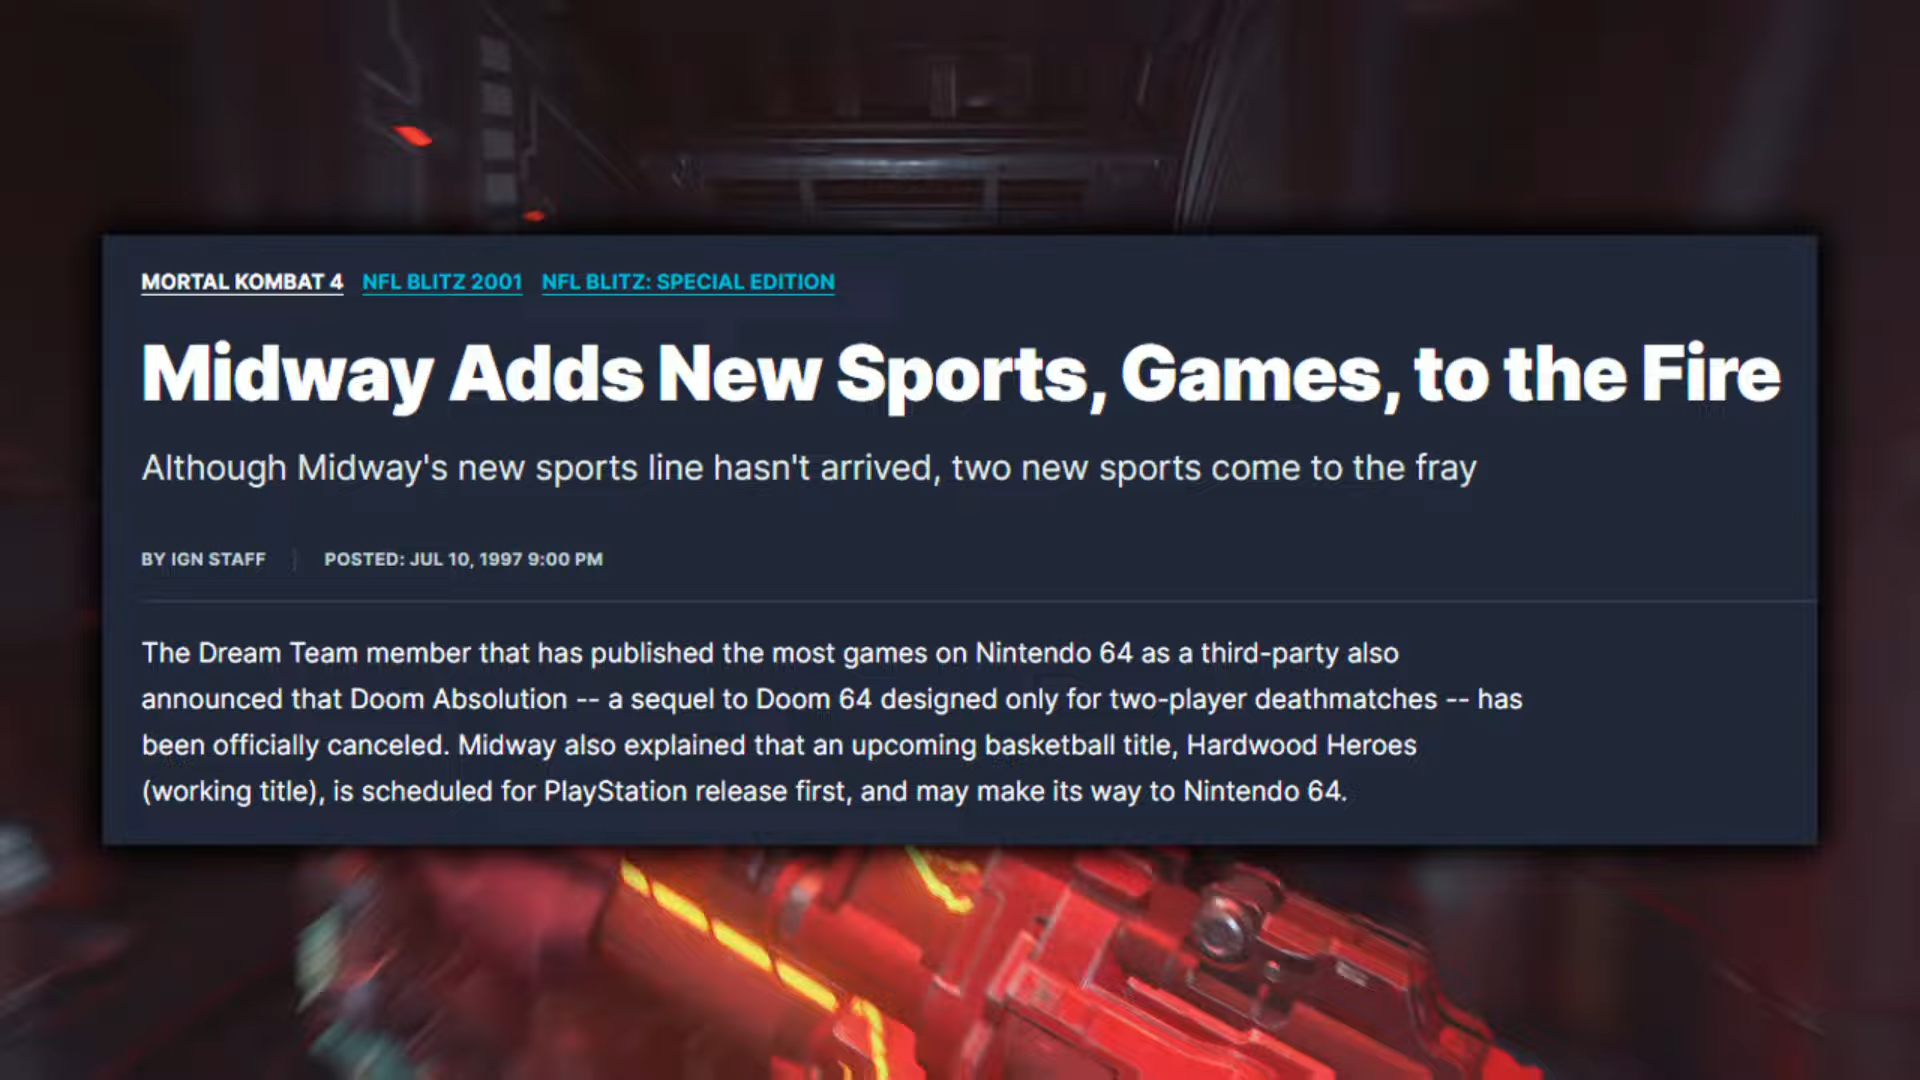 MORTAL KOMBAT 4 NFL BLITZ 2001 NFL BLITZ: SPECIAL EDITION
Midway Adds New Sports, Games, to the Fire
Although Midway's new sports line hasn't arrived, two new sports come to the fray
BY IGN STAFF | POSTED: JUL 10, 1997 9:00 PM
The Dream Team member that has published the most games on Nintendo 64 as a third-party also
announced that Doom Absolution -- a sequel to Doom 64 designed only for two-player deathmatches -- has
been officially canceled. Midway also explained that an upcoming basketball title, Hardwood Heroes
(working title), is scheduled for PlayStation release first, and may make its way to Nintendo 64.